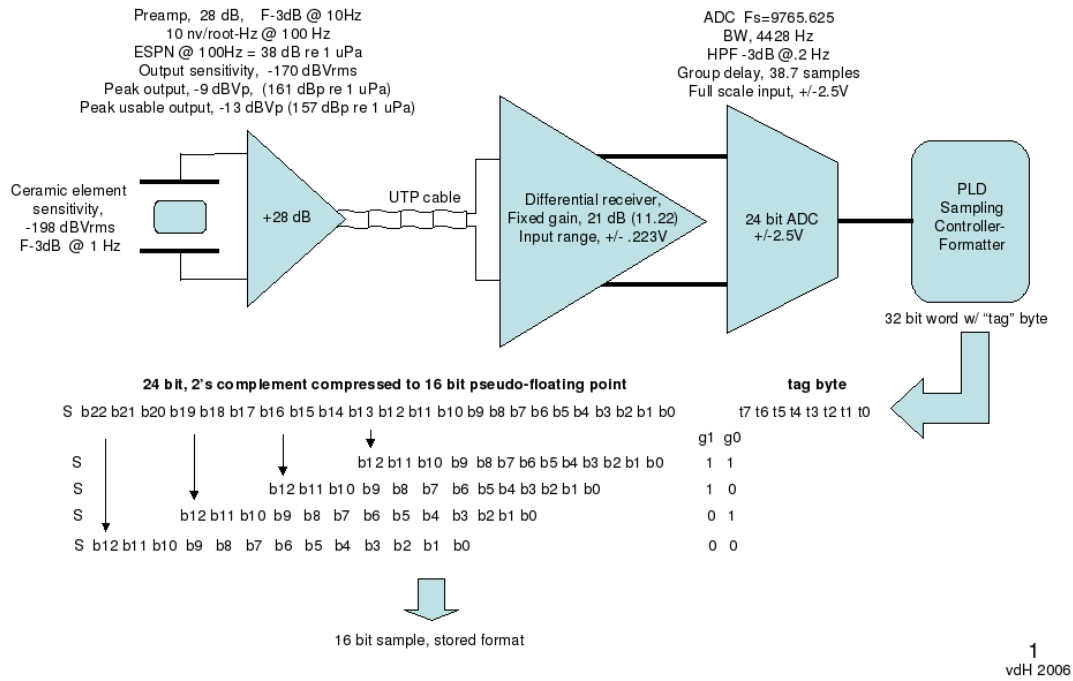 Preamp, 28 dB, F-3dB @ 10Hz
10 nv/root-Hz @ 100 Hz
ESPN @ 100Hz = 38 dB re 1 uPa
Output sensitivity, -170 dBVrms
Peak output, -9 dBVp, (161 dBp re 1 uPa)
Peak usable output, -13 dBVp (157 dBp re 1 uPa)
ADC Fs=9765.625
BW, 4428 Hz
HPF -3dB @.2 Hz
Group delay, 38.7 samples
Full scale input, +/-2.5V
Ceramic element
sensitivity,
-198 dBVrms
F-3dB @ 1 Hz
+28 dB
UTP cable
Differential receiver,
Fixed gain, 21 dB (11.22)
Input range, +/- .223V
24 bit ADC
+/-2.5V
PLD
Sampling
Controller-
Formatter
32 bit word w/ “tag” byte
24 bit, 2’s complement compressed to 16 bit pseudo-floating point
tag byte
S b22 b21 b20 b19 b18 b17 b16 b15 b14 b13 b12 b11 b10 b9 b8 b7 b6 b5 b4 b3 b2 b1 b0
t7 t6 t5 t4 t3 t2 t1 t0
g1 g0
S b12 b11 b10 b9 b8 b7 b6 b5 b4 b3 b2 b1 b0 1 1
S b12 b11 b10 b9 b8 b7 b6 b5 b4 b3 b2 b1 b0 1 0
S b12 b11 b10 b9 b8 b7 b6 b5 b4 b3 b2 b1 b0 0 1
S b12 b11 b10 b9 b8 b7 b6 b5 b4 b3 b2 b1 b0 0 0
16 bit sample, stored format
1
vdH 2006